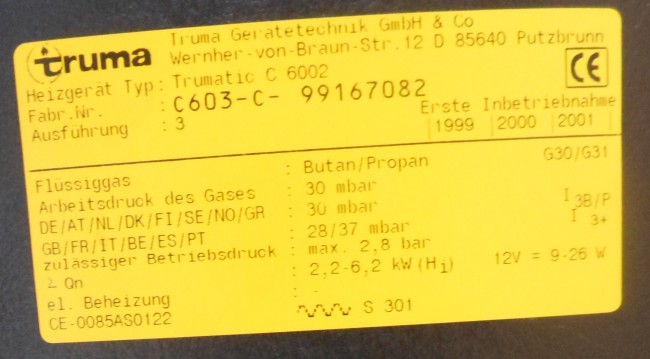 truma
Truma Gerätetechnik GmbH & Co
Wernher-von-Braun-Str.12 D 85640 Putzbrunn
Heizgerät Typ: Trumatic C 6002
CE
Fabr.Nr. : C603-C- 99167082
Ausführung : 3
Erste Inbetriebnahme
1999 2000 2001
Flüssiggas : Butan/Propan G30/G31
Arbeitsdruck des Gases : 30 mbar
DE/AT/NL/DK/FI/SE/NO/GR : 30 mbar I 3B/P
GB/FR/IT/BE/ES/PT : 28/37 mbar I 3+
zulässiger Betriebsdruck : max. 2,8 bar
Σ Qn : 2,2-6,2 kW (Hi) 12V = 9-26 W
el. Beheizung : -
CE-0085AS0122 S 301